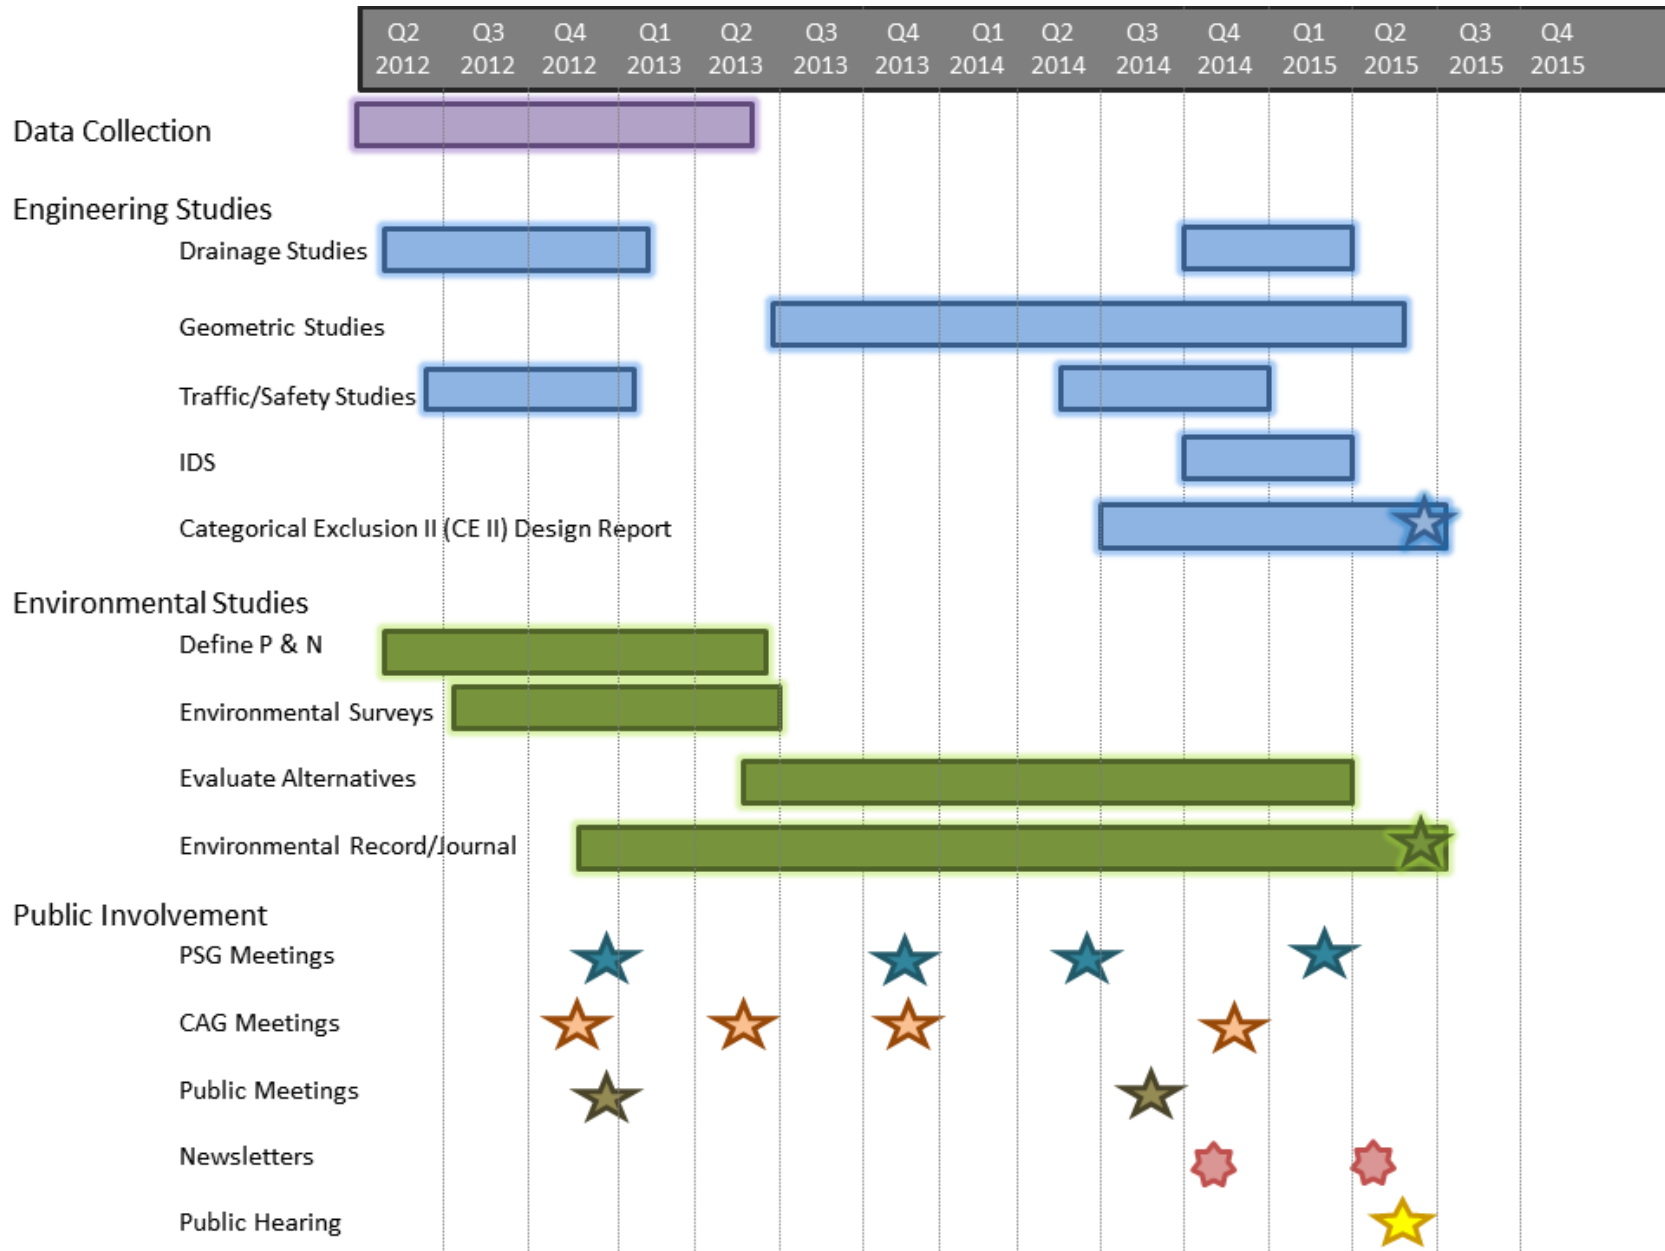 Q2 Q3 Q4 Q1 Q2 Q3 Q4 Q1 Q2 Q3 Q4 Q1 Q2 Q3 Q4
2012 2012 2012 2013 2013 2013 2013 2014 2014 2014 2014 2015 2015 2015 2015
Data Collection
Engineering Studies
Drainage Studies
Geometric Studies
Traffic/Safety Studies
IDS
Categorical Exclusion II (CE II) Design Report
Environmental Studies
Define P & N
Environmental Surveys
Evaluate Alternatives
Environmental Record/Journal
Public Involvement
PSG Meetings
CAG Meetings
Public Meetings
Newsletters
Public Hearing